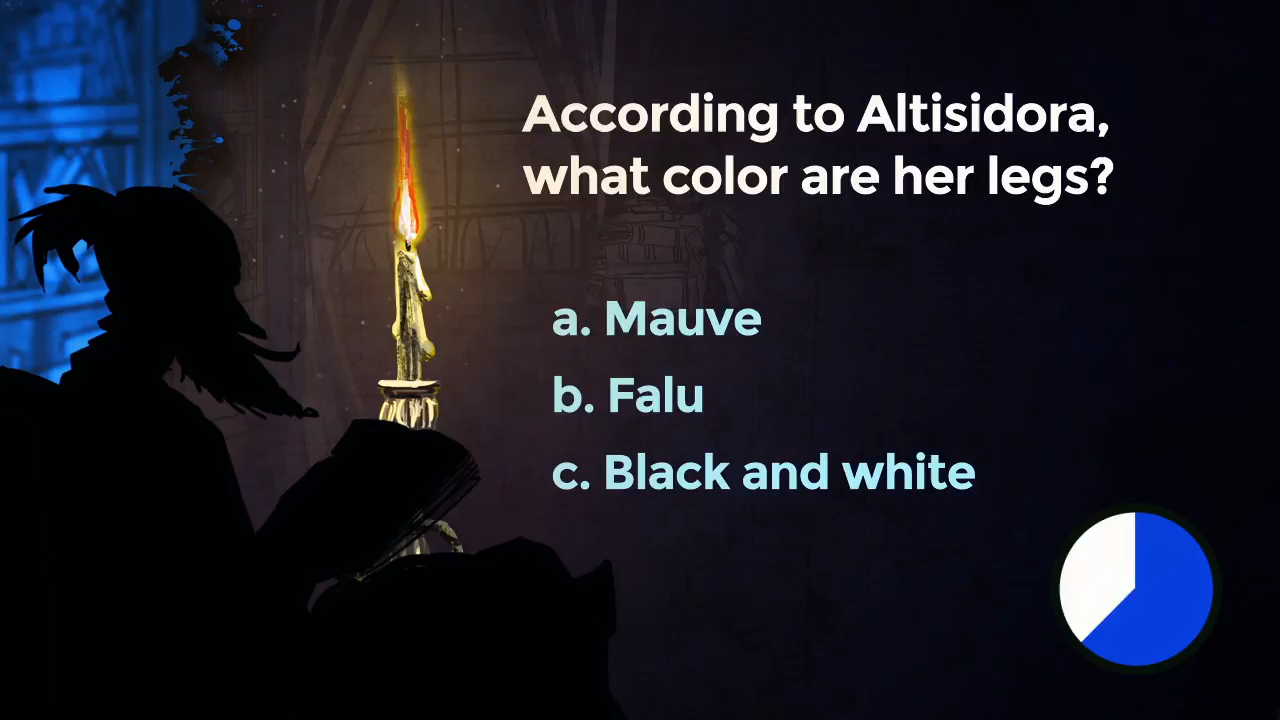 According to Altisidora,
what color are her legs?
a. Mauve
b. Falu
c. Black and white